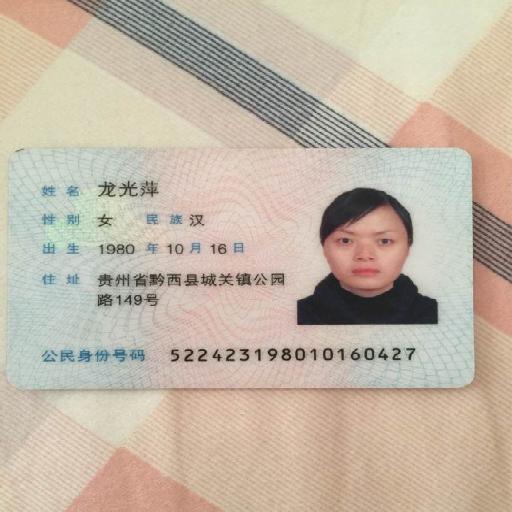 姓名 龙光萍
性别 女 民族 汉
出生 1980 年 10 月 16 日
住址 贵州省黔西县城关镇公园
路149号
公民身份号码 522423198010160427